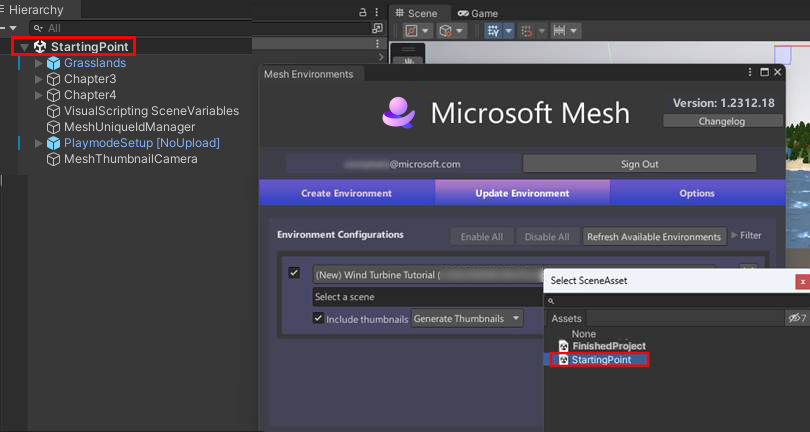 Hierarchy
All
StartingPoint
Grasslands
Chapter3
Chapter4
VisualScripting SceneVariables
MeshUniqueIdManager
PlaymodeSetup [NoUpload]
MeshThumbnailCamera
Scene
Game
Mesh Environments
Microsoft Mesh
Version: 1.2312.18
Changelog
@microsoft.com
Sign Out
Create Environment
Update Environment
Options
Environment Configurations
Enable All
Disable All
Refresh Available Environments
Filter
(New) Wind Turbine Tutorial (
Select a scene
Include thumbnails
Generate Thumbnails
Select SceneAsset
x
Assets
7
None
FinishedProject
StartingPoint